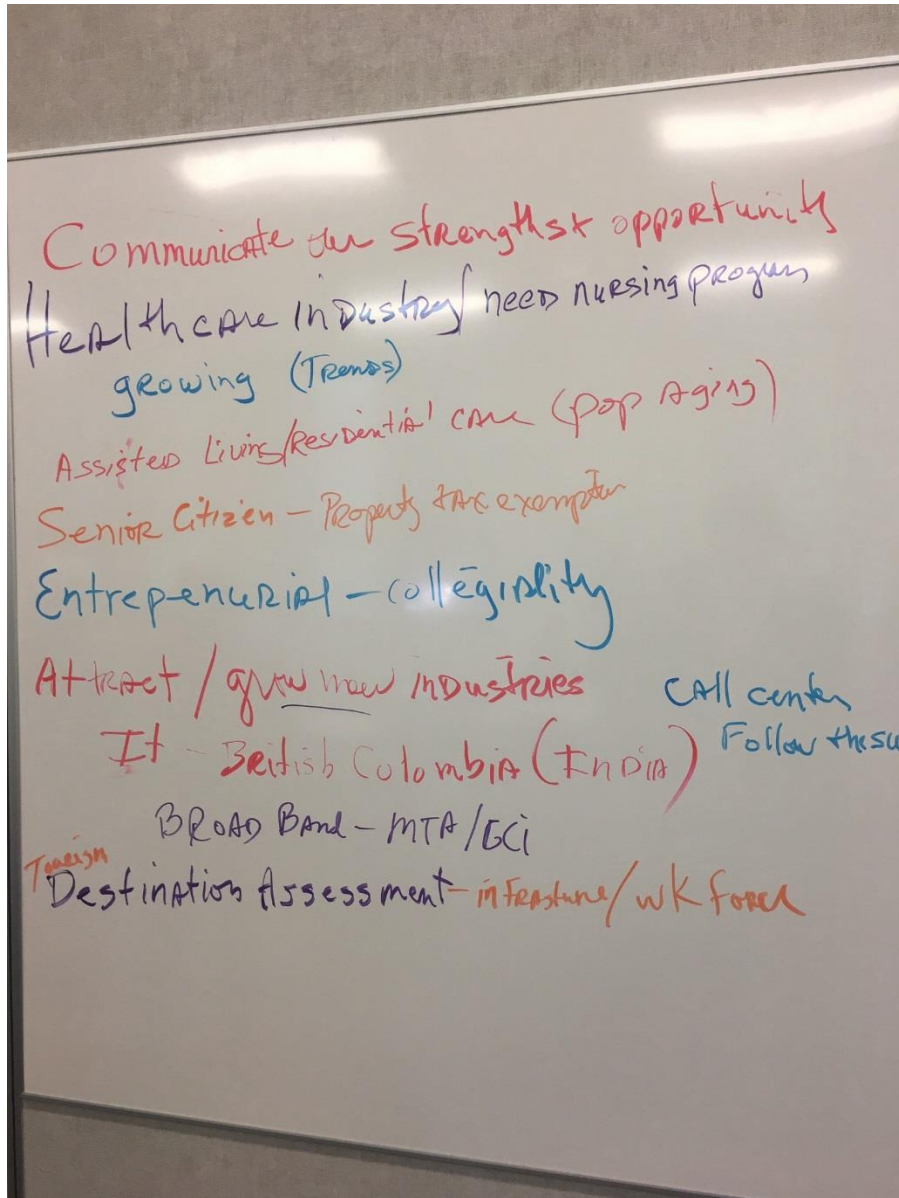 Communicate our strengths & opportunity
Healthcare industry/need nursing program
growing (Trends)
Assisted Living/Residential care (pop Aging)
Senior Citizen – Property tax exemption
Entrepenurial – collegiality
Attract / grow new industries
Call center
Follow the su
It – British Colombia (India)
Broad Band – MTA/GCi
Tourism
Destination Assessment – /wk force